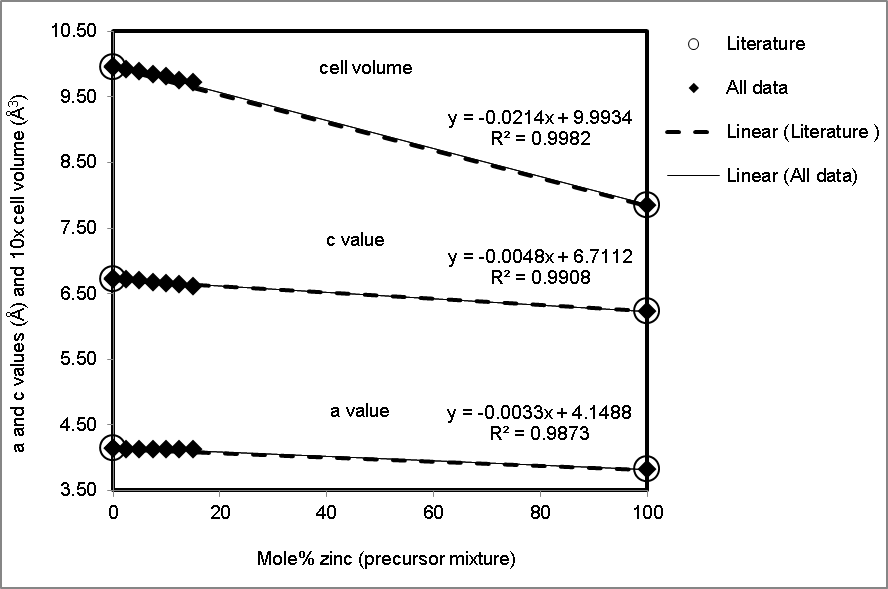 10.50
9.50
8.50
7.50
6.50
5.50
4.50
3.50
0
20
40
60
80
100
a and c values (Å) and 10x cell volume (Å³)
Mole% zinc (precursor mixture)
cell volume
y = -0.0214x + 9.9934
R² = 0.9982
c value
y = -0.0048x + 6.7112
R² = 0.9908
a value
y = -0.0033x + 4.1488
R² = 0.9873
Literature
All data
Linear (Literature )
Linear (All data)